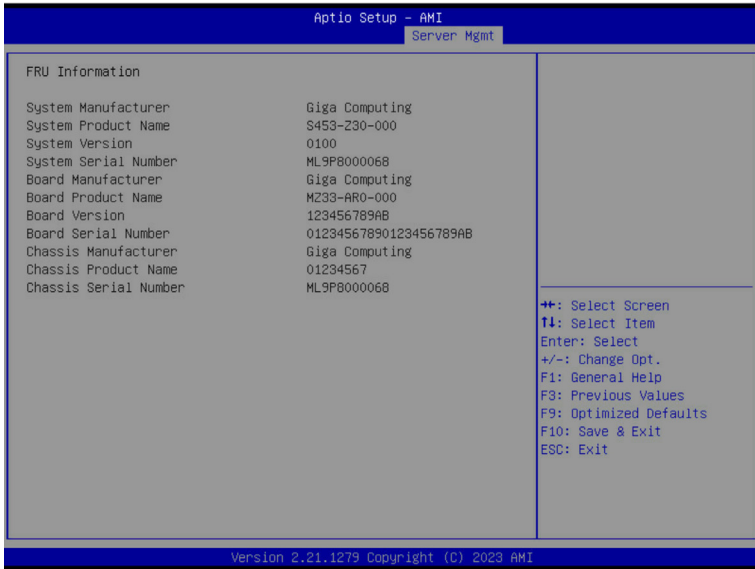 Aptio Setup – AMI
Server Mgmt
FRU Information
System Manufacturer Giga Computing
System Product Name S453-Z30-000
System Version 0100
System Serial Number ML9P8000068
Board Manufacturer Giga Computing
Board Product Name MZ33-AR0-000
Board Version 123456789AB
Board Serial Number 01234567890123456789AB
Chassis Manufacturer Giga Computing
Chassis Product Name 01234567
Chassis Serial Number ML9P8000068
→←: Select Screen
↑↓: Select Item
Enter: Select
+/-: Change Opt.
F1: General Help
F3: Previous Values
F9: Optimized Defaults
F10: Save & Exit
ESC: Exit
Version 2.21.1279 Copyright (C) 2023 AMI